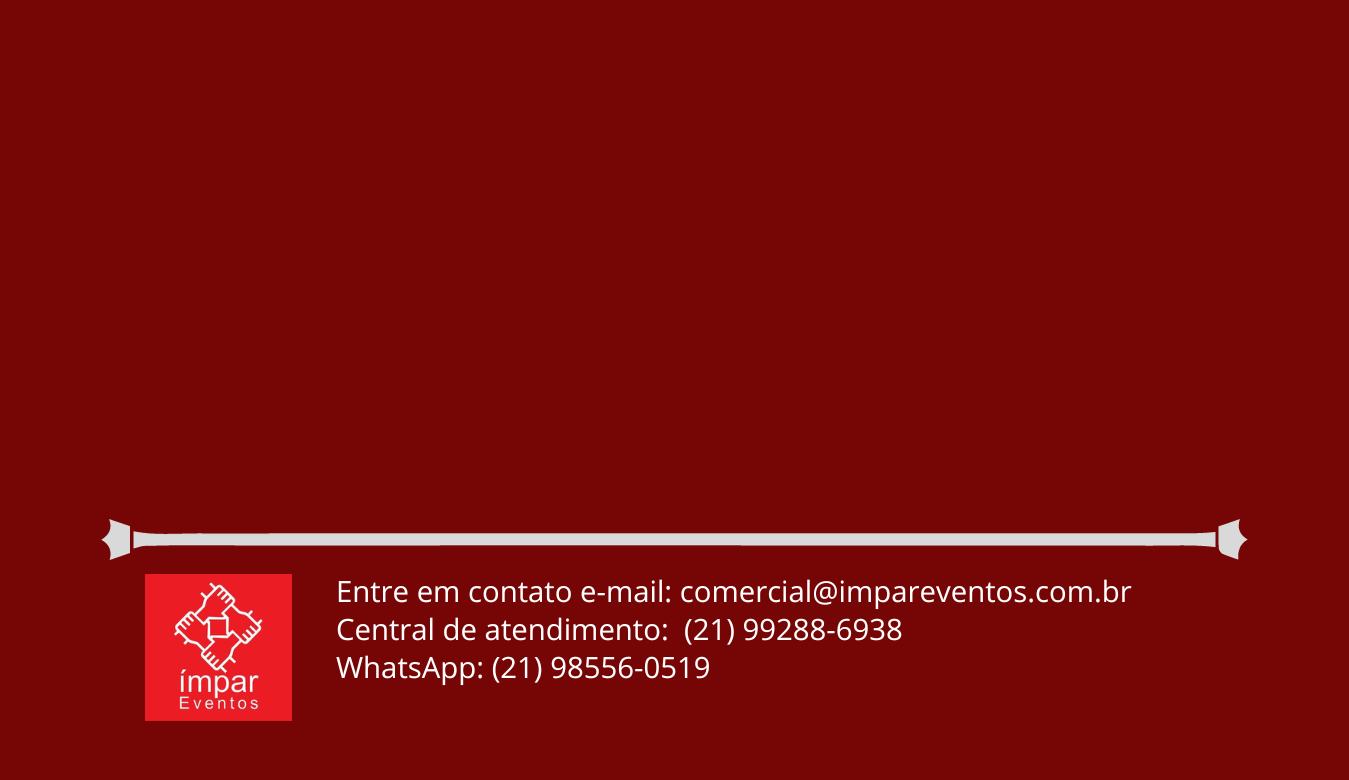 Entre em contato e-mail: comercial@impareventos.com.br
Central de atendimento:  (21) 99288-6938
WhatsApp: (21) 98556-0519
ímpar
Eventos